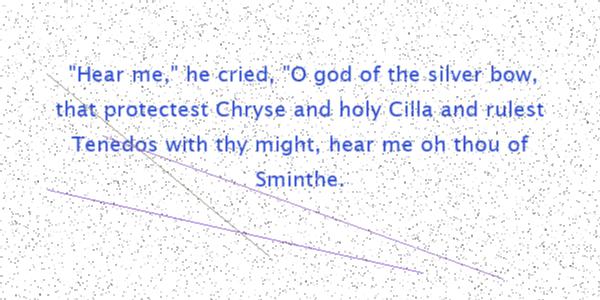 "Hear me," he cried, "O god of the silver bow,
that protectest Chryse and holy Cilla and rulest
Tenedos with thy might, hear me oh thou of
Sminthe.